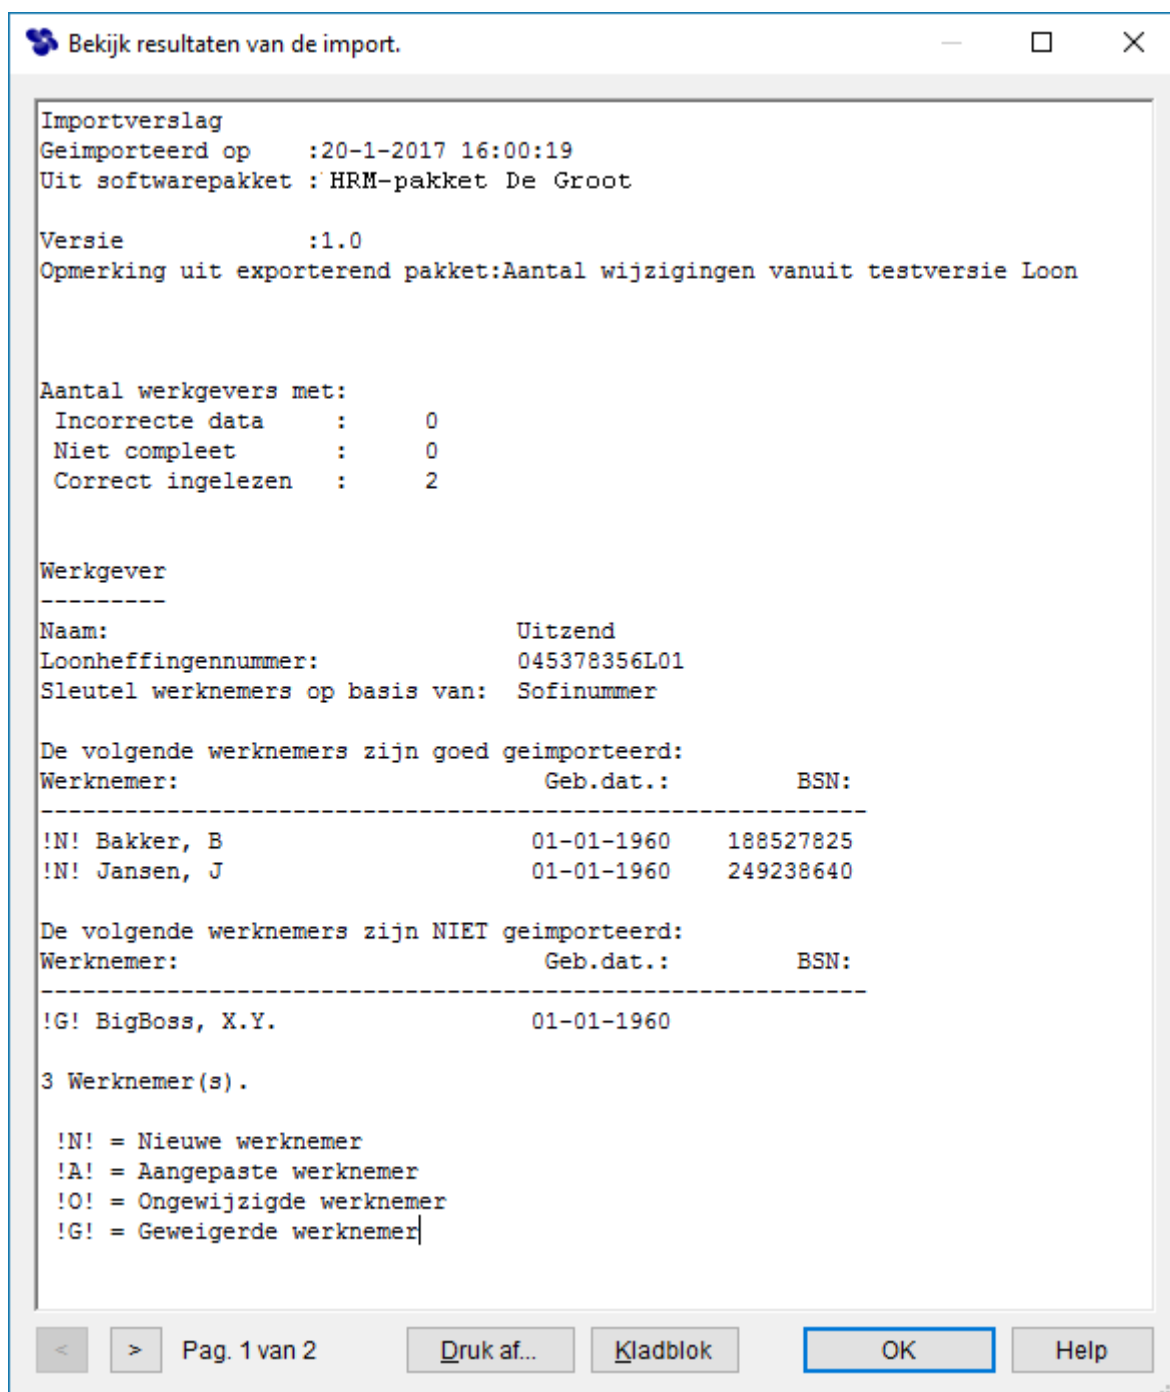 Bekijk resultaten van de import.
Importverslag
Geimporteerd op :20-1-2017 16:00:19
Uit softwarepakket : HRM-pakket De Groot
Versie :1.0
Opmerking uit exporterend pakket:Aantal wijzigingen vanuit testversie Loon
Aantal werkgevers met:
Incorrecte data : 0
Niet compleet : 0
Correct ingelezen : 2
Werkgever
---------
Naam: Uitzend
Loonheffingennummer: 045378356L01
Sleutel werknemers op basis van: Sofinummer
De volgende werknemers zijn goed geimporteerd:
Werknemer: Geb.dat.: BSN:
-----------------------------------------------------------
!N! Bakker, B 01-01-1960 188527825
!N! Jansen, J 01-01-1960 249238640
De volgende werknemers zijn NIET geimporteerd:
Werknemer: Geb.dat.: BSN:
-----------------------------------------------------------
!G! BigBoss, X.Y. 01-01-1960
3 Werknemer(s).
!N! = Nieuwe werknemer
!A! = Aangepaste werknemer
!O! = Ongewijzigde werknemer
!G! = Geweigerde werknemer
< > Pag. 1 van 2 Druk af... Kladblok OK Help